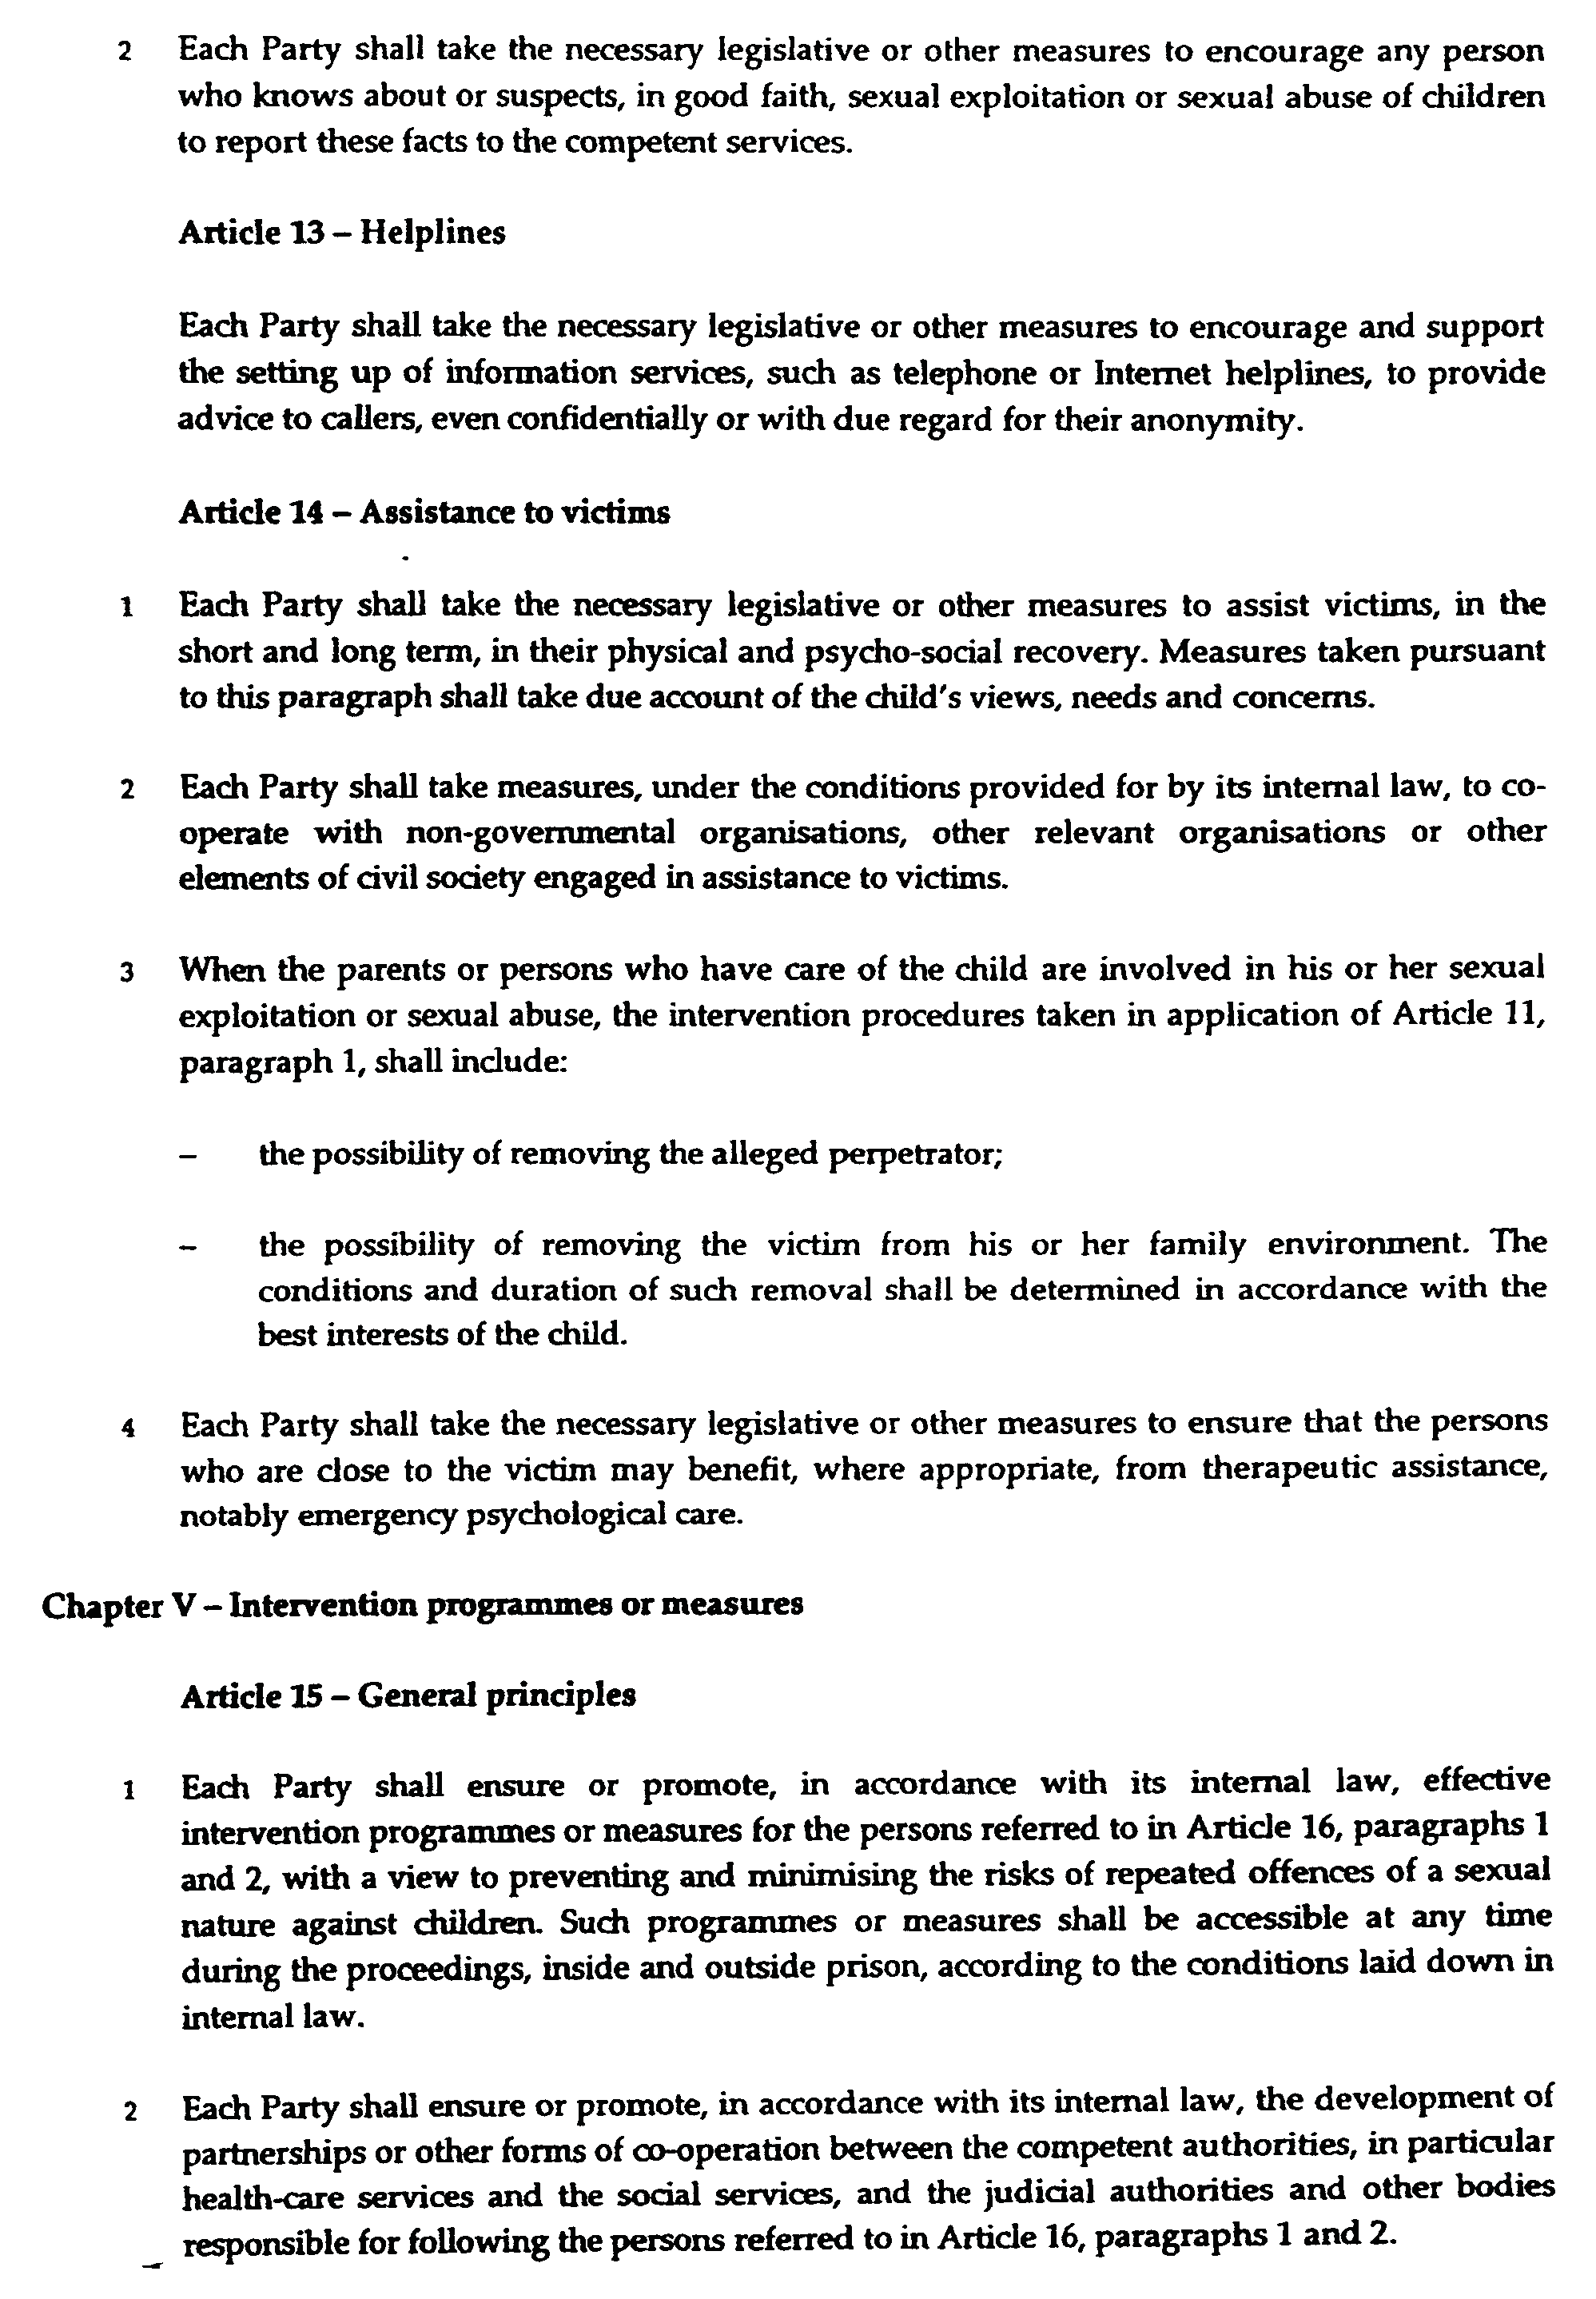 2 Each Party shall take the necessary legislative or other measures to encourage any person
who knows about or suspects, in good faith, sexual exploitation or sexual abuse of children
to report these facts to the competent services.
Article 13 – Helplines
Each Party shall take the necessary legislative or other measures to encourage and support
the setting up of information services, such as telephone or Internet helplines, to provide
advice to callers, even confidentially or with due regard for their anonymity.
Article 14 – Assistance to victims
1 Each Party shall take the necessary legislative or other measures to assist victims, in the
short and long term, in their physical and psycho-social recovery. Measures taken pursuant
to this paragraph shall take due account of the child's views, needs and concerns.
2 Each Party shall take measures, under the conditions provided for by its internal law, to co-
operate with non-governmental organisations, other relevant organisations or other
elements of civil society engaged in assistance to victims.
3 When the parents or persons who have care of the child are involved in his or her sexual
exploitation or sexual abuse, the intervention procedures taken in application of Article 11,
paragraph 1, shall include:
– the possibility of removing the alleged perpetrator;
– the possibility of removing the victim from his or her family environment. The
conditions and duration of such removal shall be determined in accordance with the
best interests of the child.
4 Each Party shall take the necessary legislative or other measures to ensure that the persons
who are close to the victim may benefit, where appropriate, from therapeutic assistance,
notably emergency psychological care.
Chapter V – Intervention programmes or measures
Article 15 – General principles
1 Each Party shall ensure or promote, in accordance with its internal law, effective
intervention programmes or measures for the persons referred to in Article 16, paragraphs 1
and 2, with a view to preventing and minimising the risks of repeated offences of a sexual
nature against children. Such programmes or measures shall be accessible at any time
during the proceedings, inside and outside prison, according to the conditions laid down in
internal law.
2 Each Party shall ensure or promote, in accordance with its internal law, the development of
partnerships or other forms of co-operation between the competent authorities, in particular
health-care services and the social services, and the judicial authorities and other bodies
responsible for following the persons referred to in Article 16, paragraphs 1 and 2.